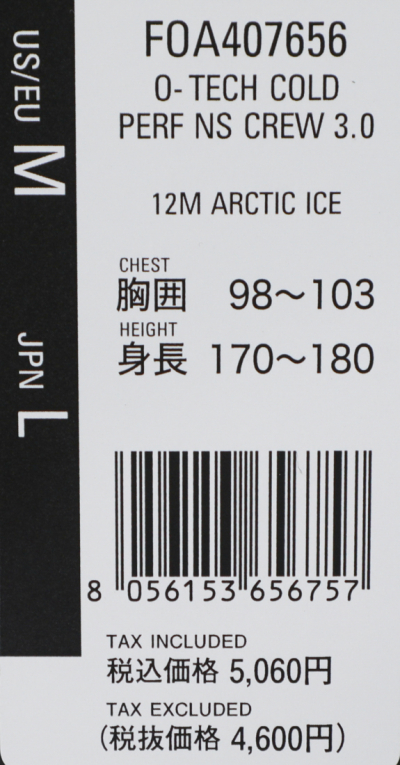 US/EU M
JPN L
FOA407656
O-TECH COLD
PERF NS CREW 3.0
12M ARCTIC ICE
CHEST
胸囲 98〜103
HEIGHT
身長 170〜180
8 056153 656757
TAX INCLUDED
税込価格 5,060円
TAX EXCLUDED
(税抜価格 4,600円)